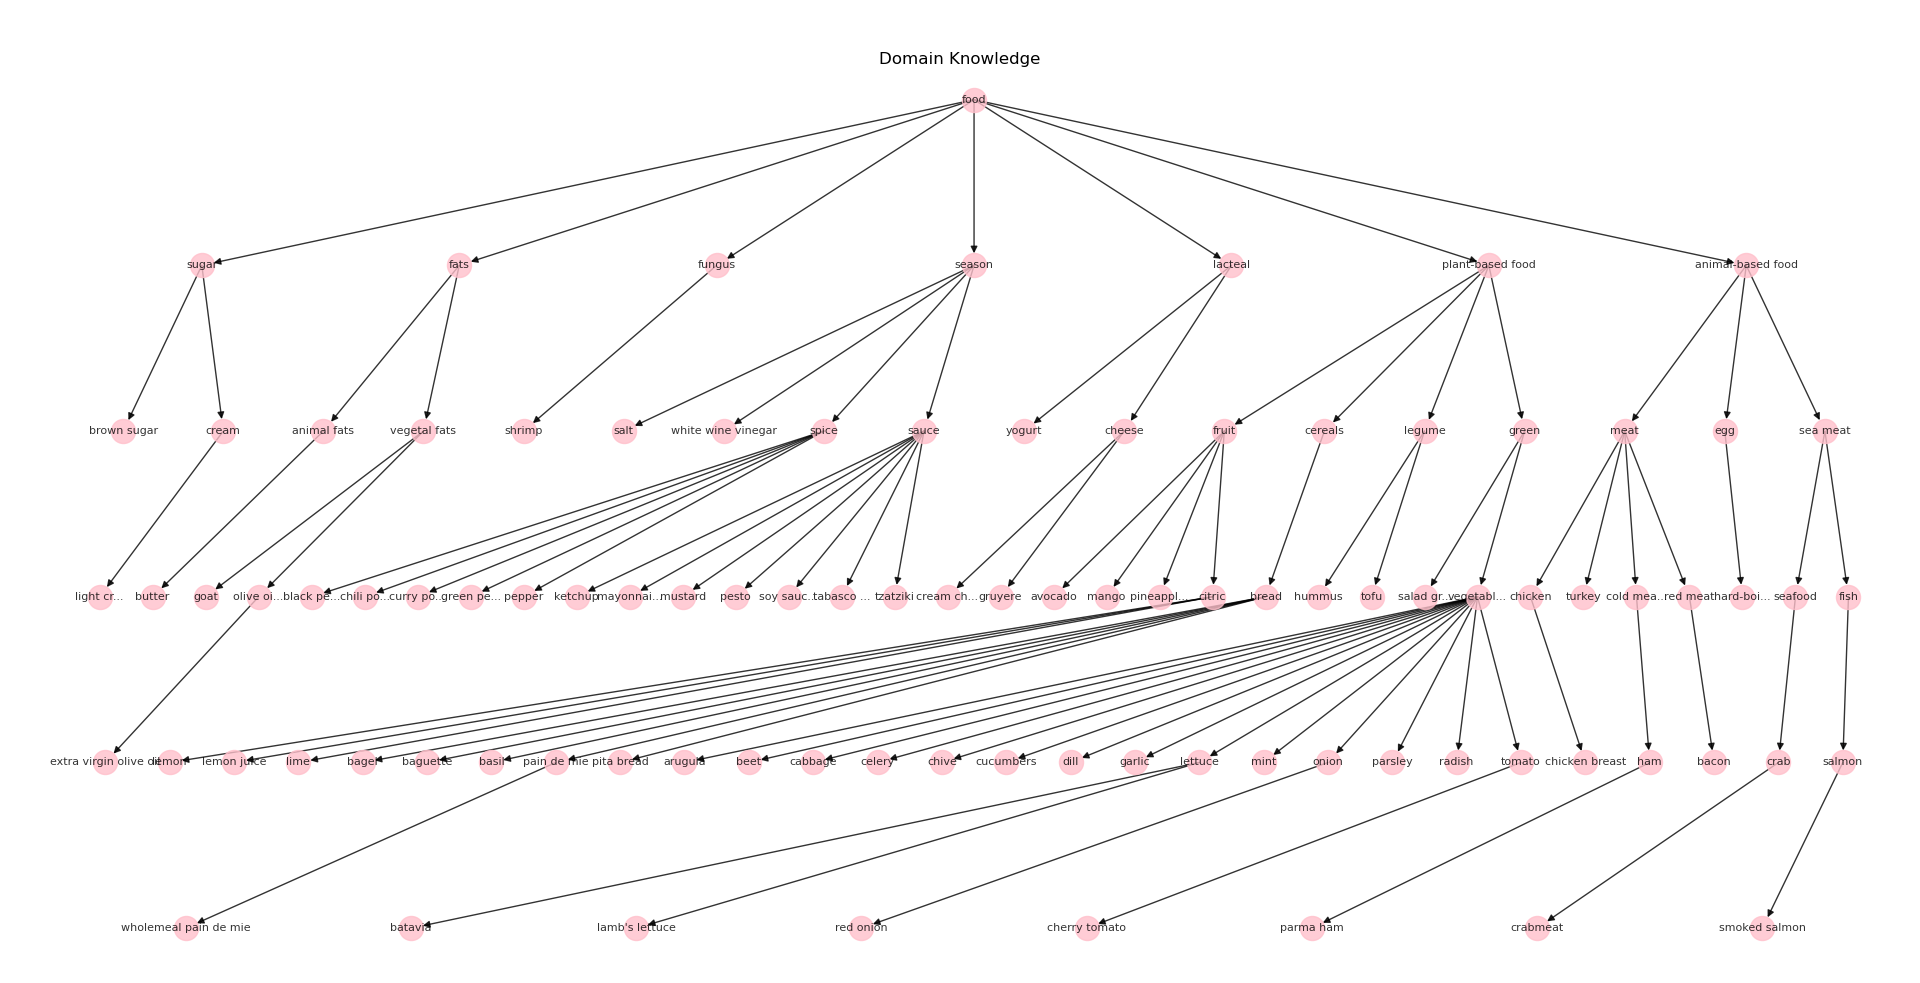 Domain Knowledge
food
sugar
fats
fungus
season
lacteal
plant-based food
animal-based food
brown sugar
cream
animal fats
vegetal fats
shrimp
salt
white wine vinegar
spice
sauce
yogurt
cheese
fruit
cereals
legume
green
meat
egg
sea meat
light cr...
butter
goat
olive oi...
black pe...
chili po...
curry po...
green pe...
pepper
ketchup
mayonnai...
mustard
pesto
soy sauc...
tabasco ...
tzatziki
cream ch...
gruyere
avocado
mango
pineappl...
citric
bread
hummus
tofu
salad gr...
vegetabl...
chicken
turkey
cold mea...
red meat
hard-boi...
seafood
fish
extra virgin olive oil
lemon
lemon juice
lime
bagel
baguette
basil
pain de mie
pita bread
arugula
beet
cabbage
celery
chive
cucumbers
dill
garlic
lettuce
mint
onion
parsley
radish
tomato
chicken breast
ham
bacon
crab
salmon
wholemeal pain de mie
batavia
lamb's lettuce
red onion
cherry tomato
parma ham
crabmeat
smoked salmon